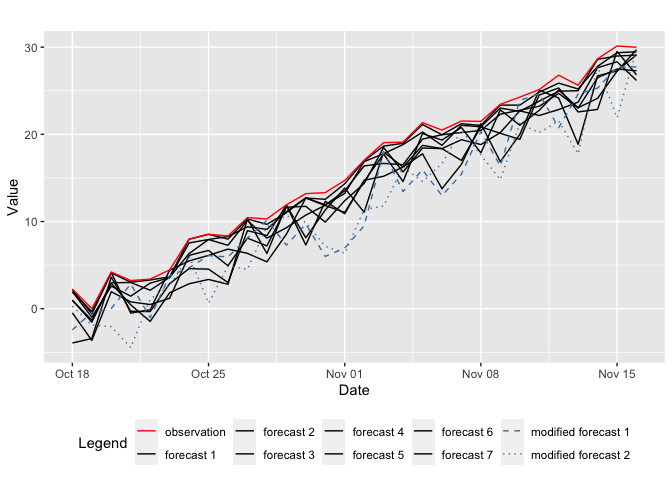 30
20
10
0
Value
Oct 18 Oct 25 Nov 01 Nov 08 Nov 15
Date
Legend
observation forecast 2 forecast 4 forecast 6 modified forecast 1
forecast 1 forecast 3 forecast 5 forecast 7 modified forecast 2